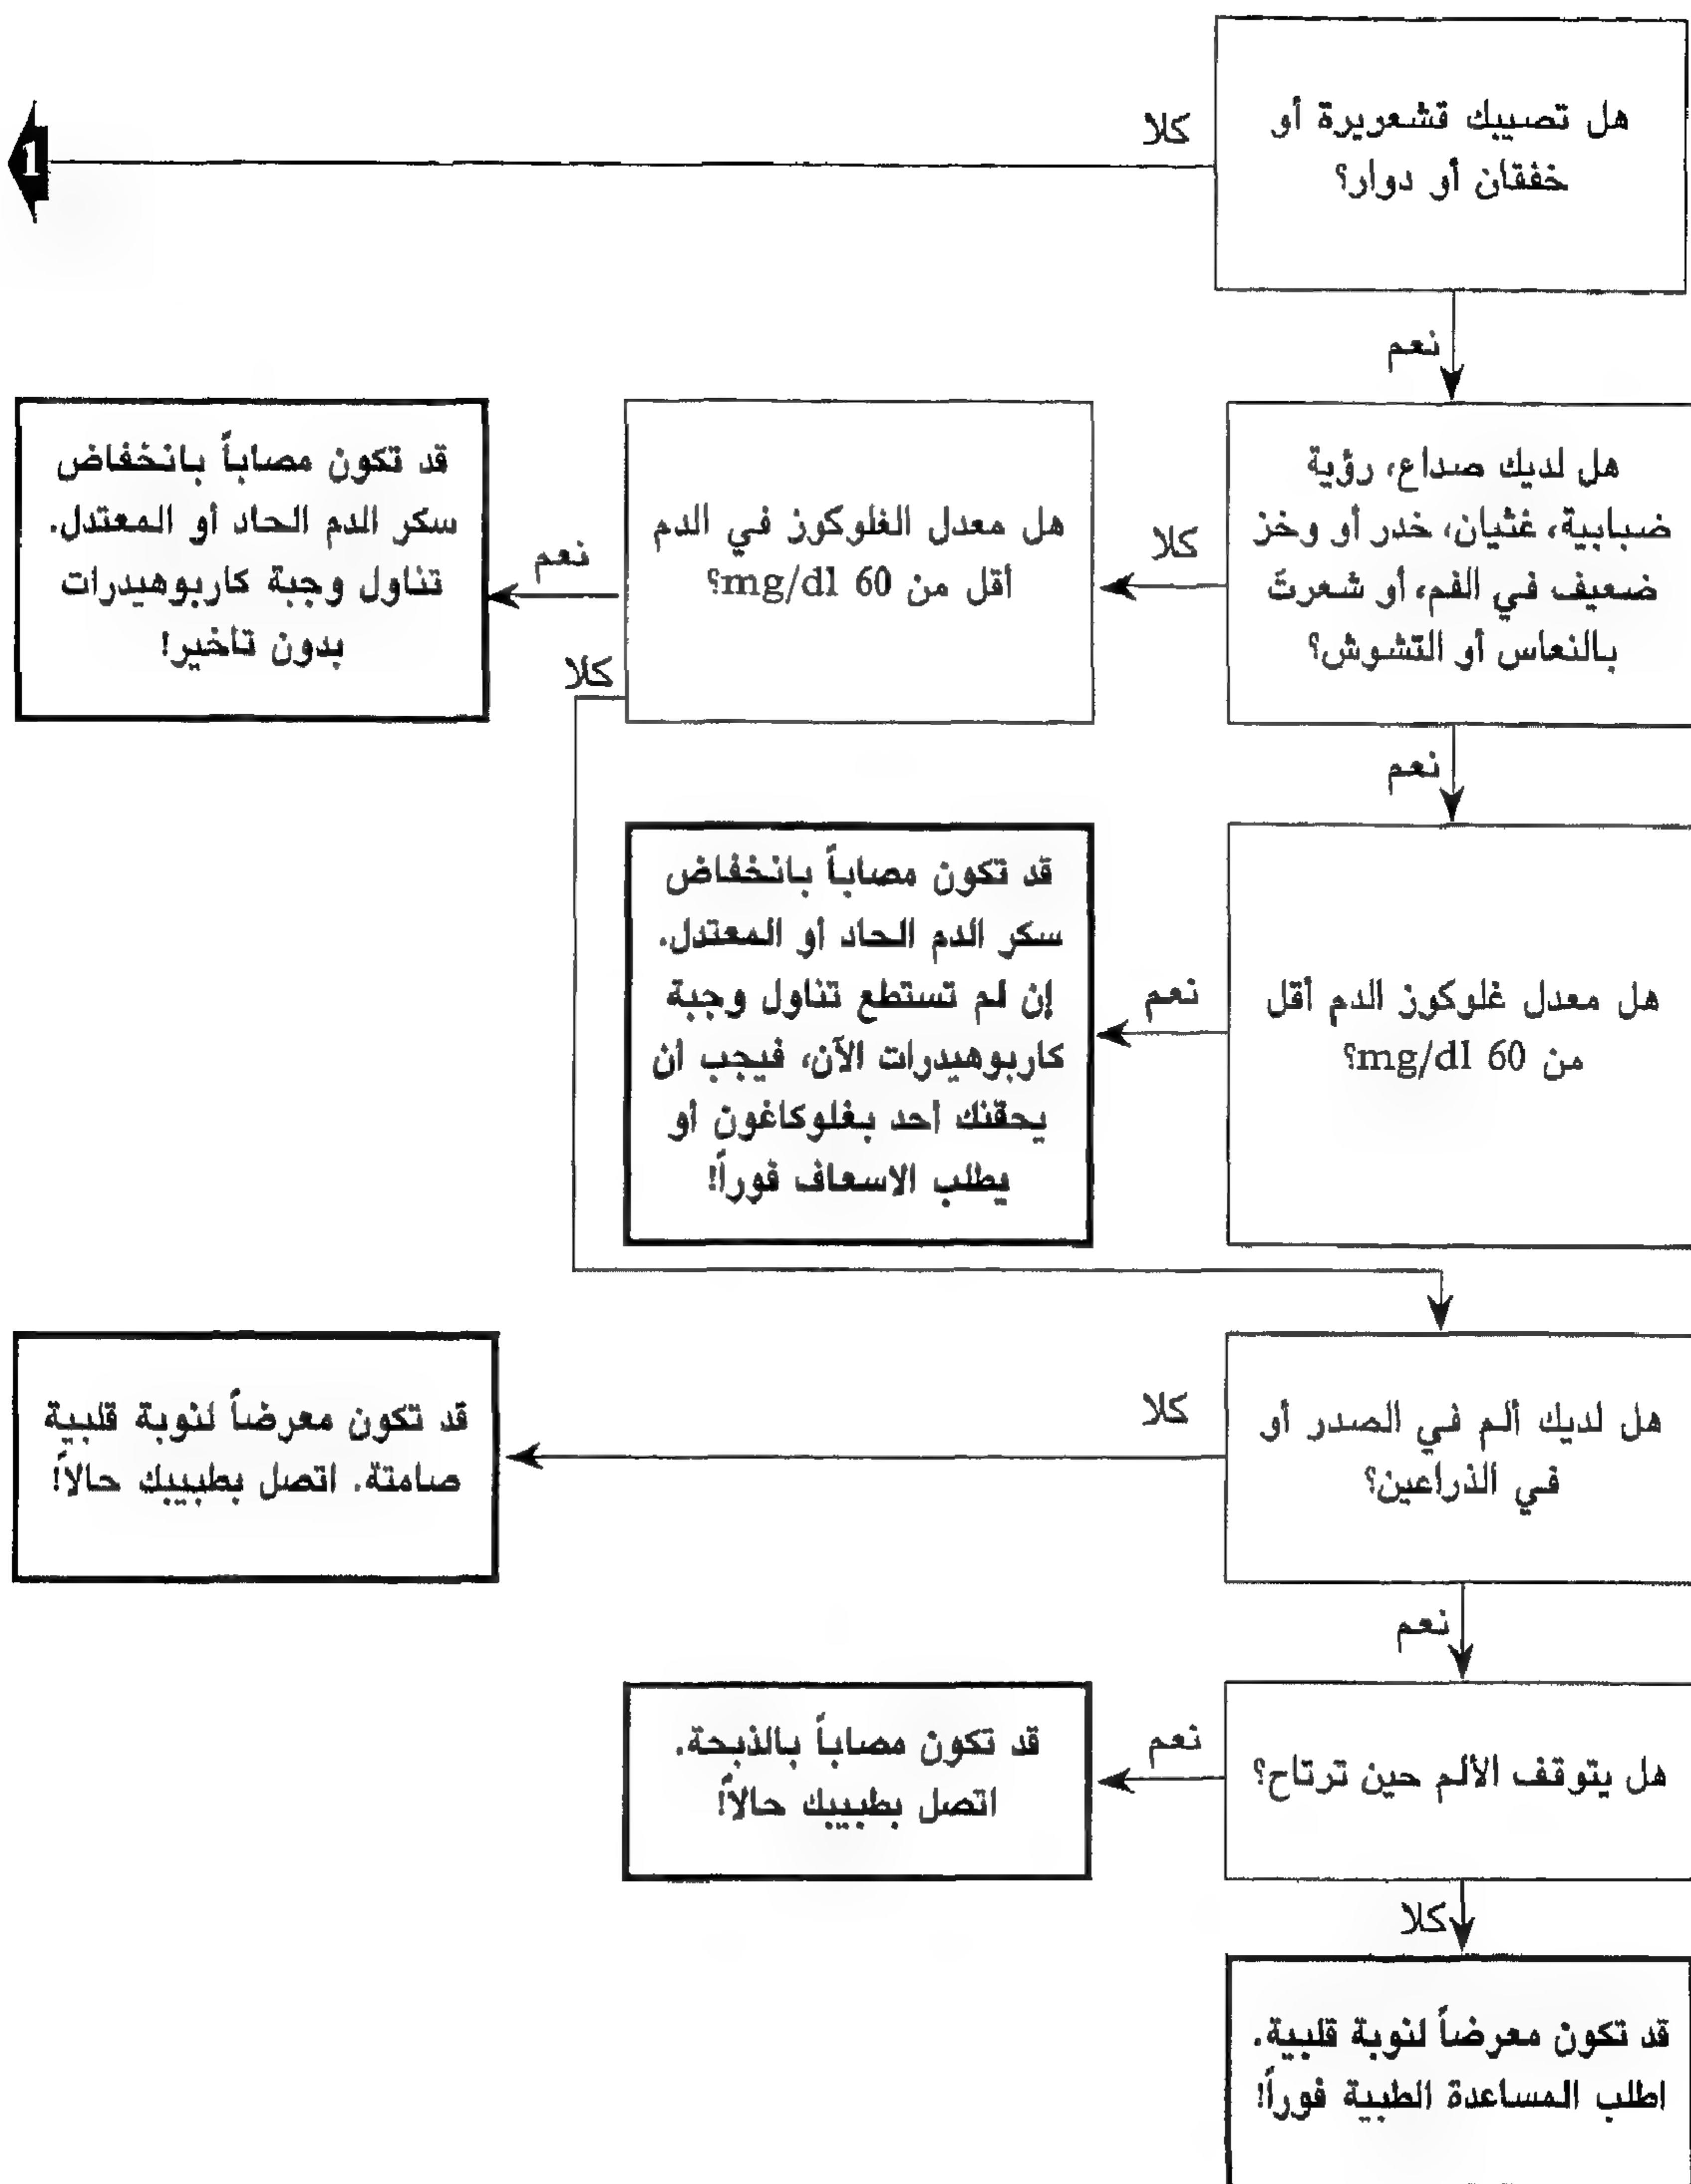 هل تصيبك قشعريرة أو
خفقان أو دوار؟
كلا
1
نعم
هل لديك صداع، رؤية
ضبابية، غثيان، خدر أو وخز
ضعيف في الفم، أو شعرتَ
بالنعاس أو التشوش؟
كلا
هل معدل الغلوكوز في الدم
أقل من 60 mg/dl؟
نعم
قد تكون مصاباً بانخفاض
سكر الدم الحاد أو المعتدل.
تناول وجبة كاربوهيدرات
بدون تاخير!
كلا
نعم
هل معدل غلوكوز الدم أقل
من 60 mg/dl؟
نعم
قد تكون مصاباً بانخفاض
سكر الدم الحاد أو المعتدل.
إن لم تستطع تناول وجبة
كاربوهيدرات الآن، فيجب ان
يحقنك احد بغلوكاغون أو
يطلب الاسعاف فوراً!
هل لديك ألم في الصدر أو
في الذراعين؟
كلا
قد تكون معرضاً لنوبة قلبية
صامتة. اتصل بطبيبك حالاً!
نعم
هل يتوقف الألم حين ترتاح؟
نعم
قد تكون مصاباً بالذبحة.
اتصل بطبيبك حالاً!
كلا
قد تكون معرضاً لنوبة قلبية.
اطلب المساعدة الطبية فوراً!